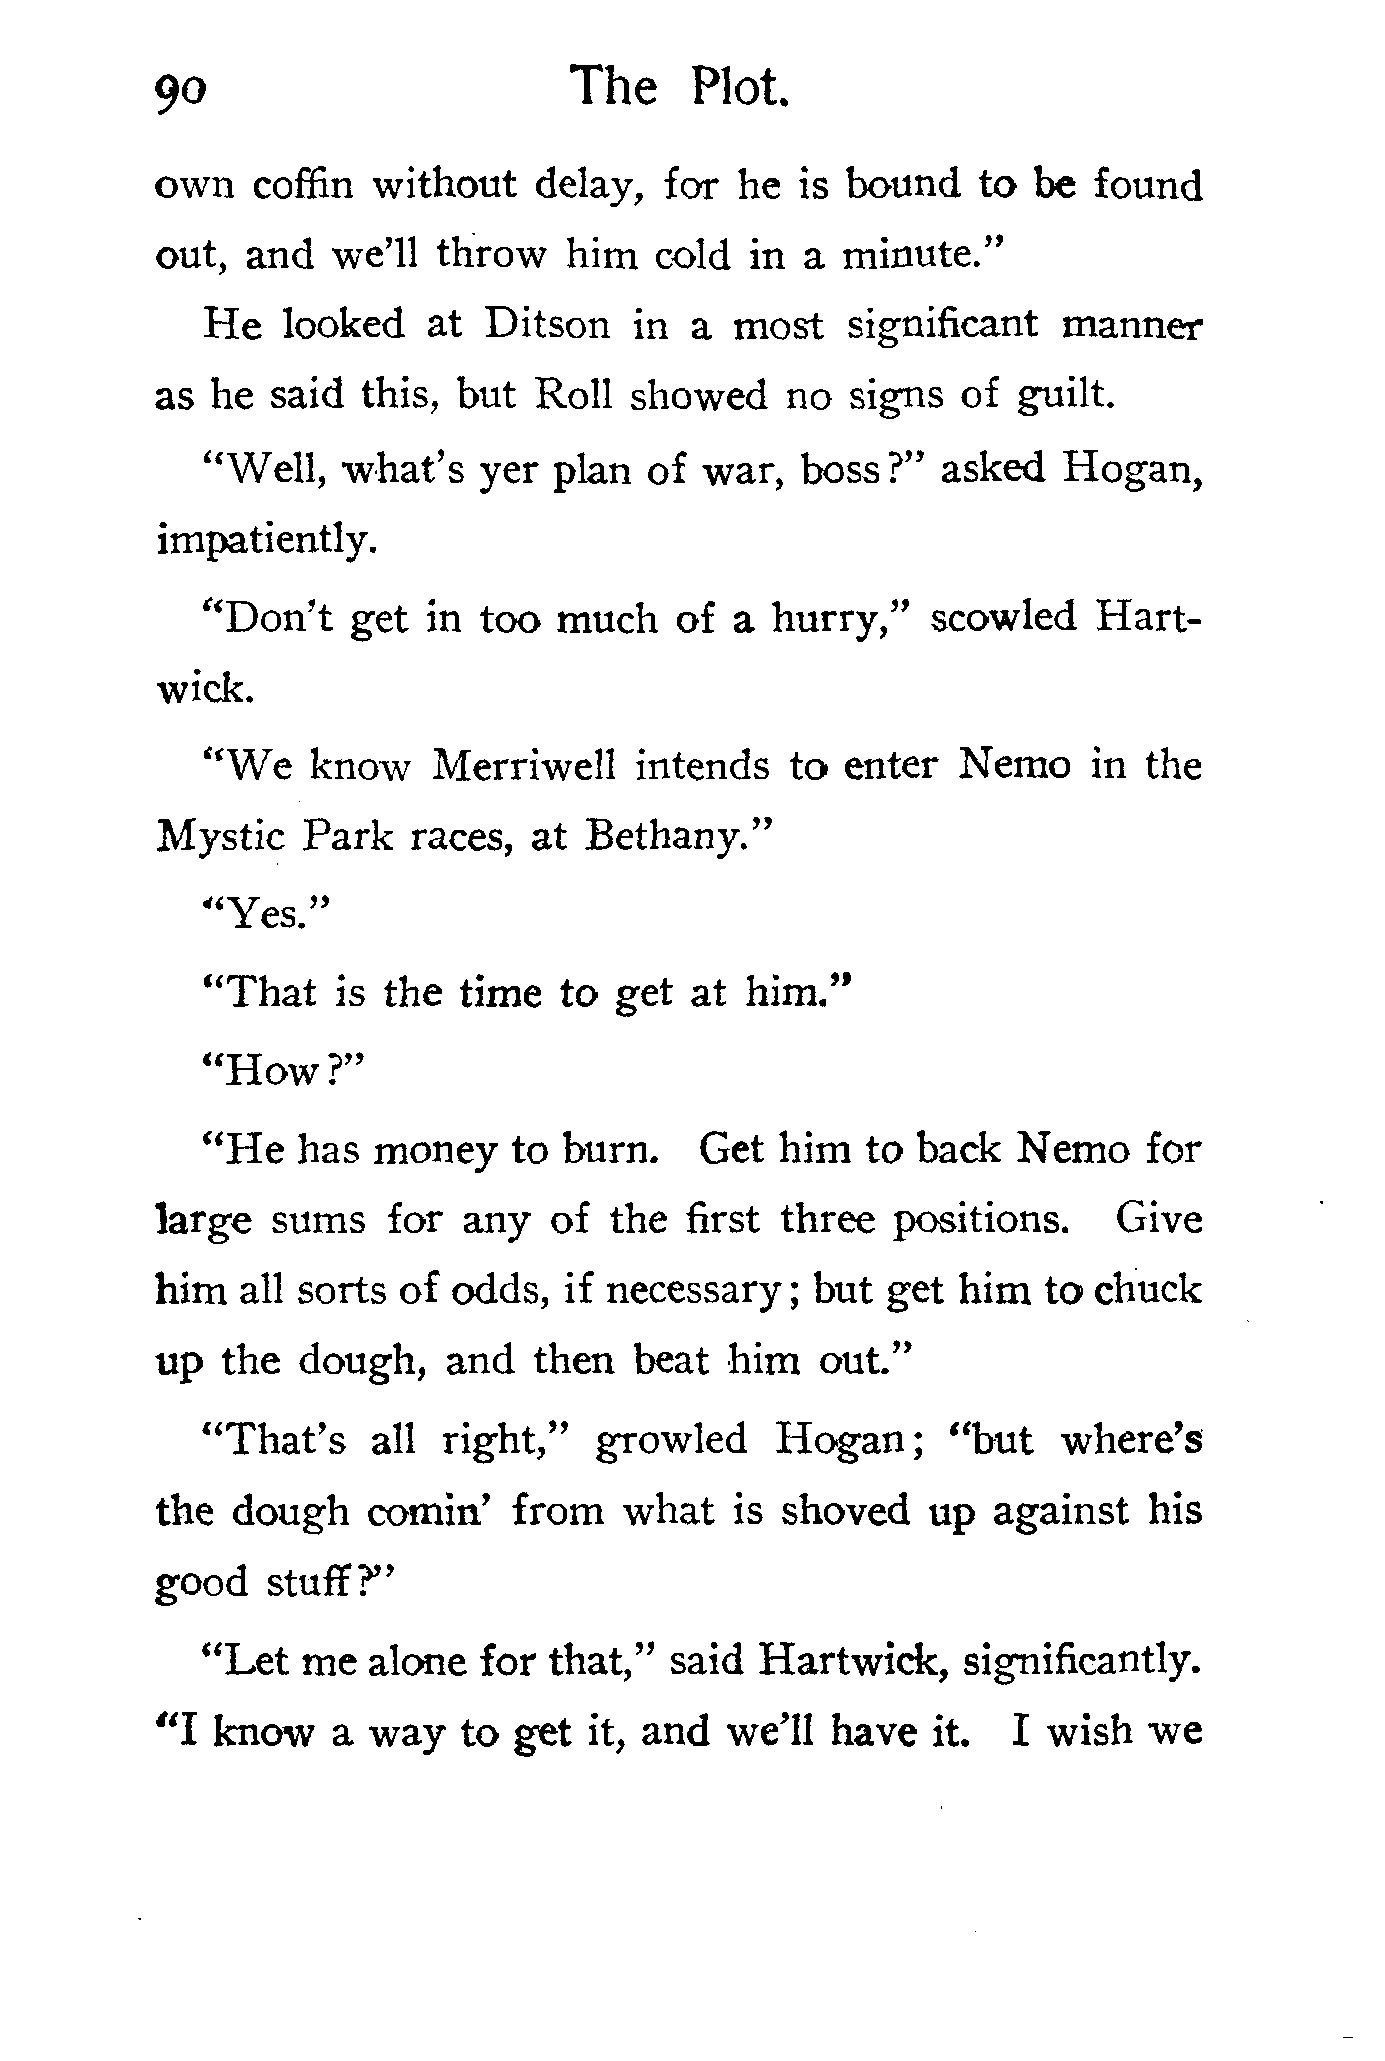 90 The Plot.
own coffin without delay, for he is bound to be found
out, and we'll throw him cold in a minute."
He looked at Ditson in a most significant manner
as he said this, but Roll showed no signs of guilt.
"Well, what's yer plan of war, boss?" asked Hogan,
impatiently.
"Don't get in too much of a hurry," scowled Hart-
wick.
"We know Merriwell intends to enter Nemo in the
Mystic Park races, at Bethany."
"Yes."
"That is the time to get at him."
"How?"
"He has money to burn. Get him to back Nemo for
large sums for any of the first three positions. Give
him all sorts of odds, if necessary; but get him to chuck
up the dough, and then beat him out."
"That's all right," growled Hogan; "but where's
the dough comin' from what is shoved up against his
good stuff?"
"Let me alone for that," said Hartwick, significantly.
"I know a way to get it, and we'll have it. I wish we